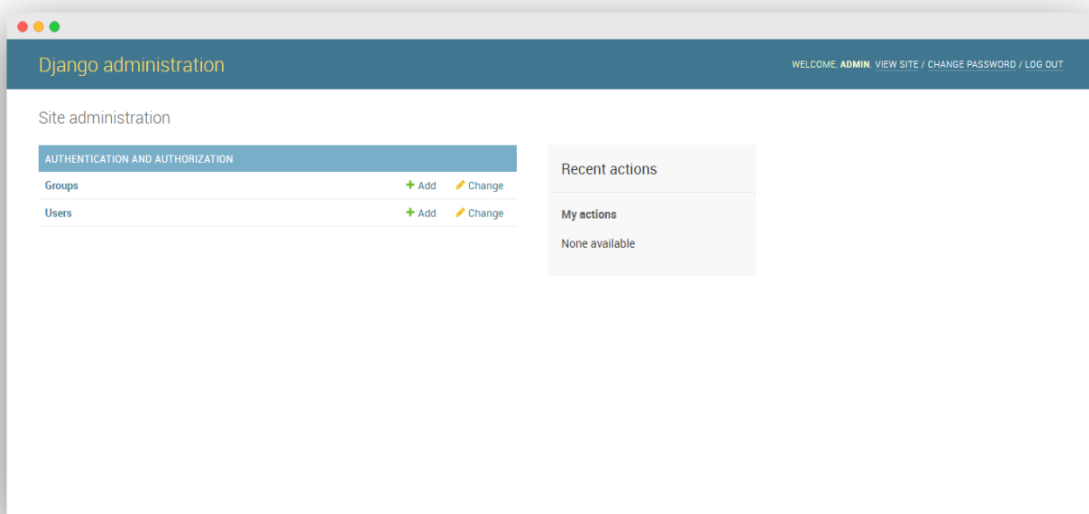 Django administration
WELCOME, ADMIN. VIEW SITE / CHANGE PASSWORD / LOG OUT
Site administration
AUTHENTICATION AND AUTHORIZATION
Groups + Add Change
Users + Add Change
Recent actions
My actions
None available